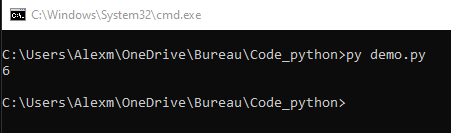 C:\Windows\System32\cmd.exe
C:\Users\Alexm\OneDrive\Bureau\Code_python>py demo.py
6
C:\Users\Alexm\OneDrive\Bureau\Code_python>